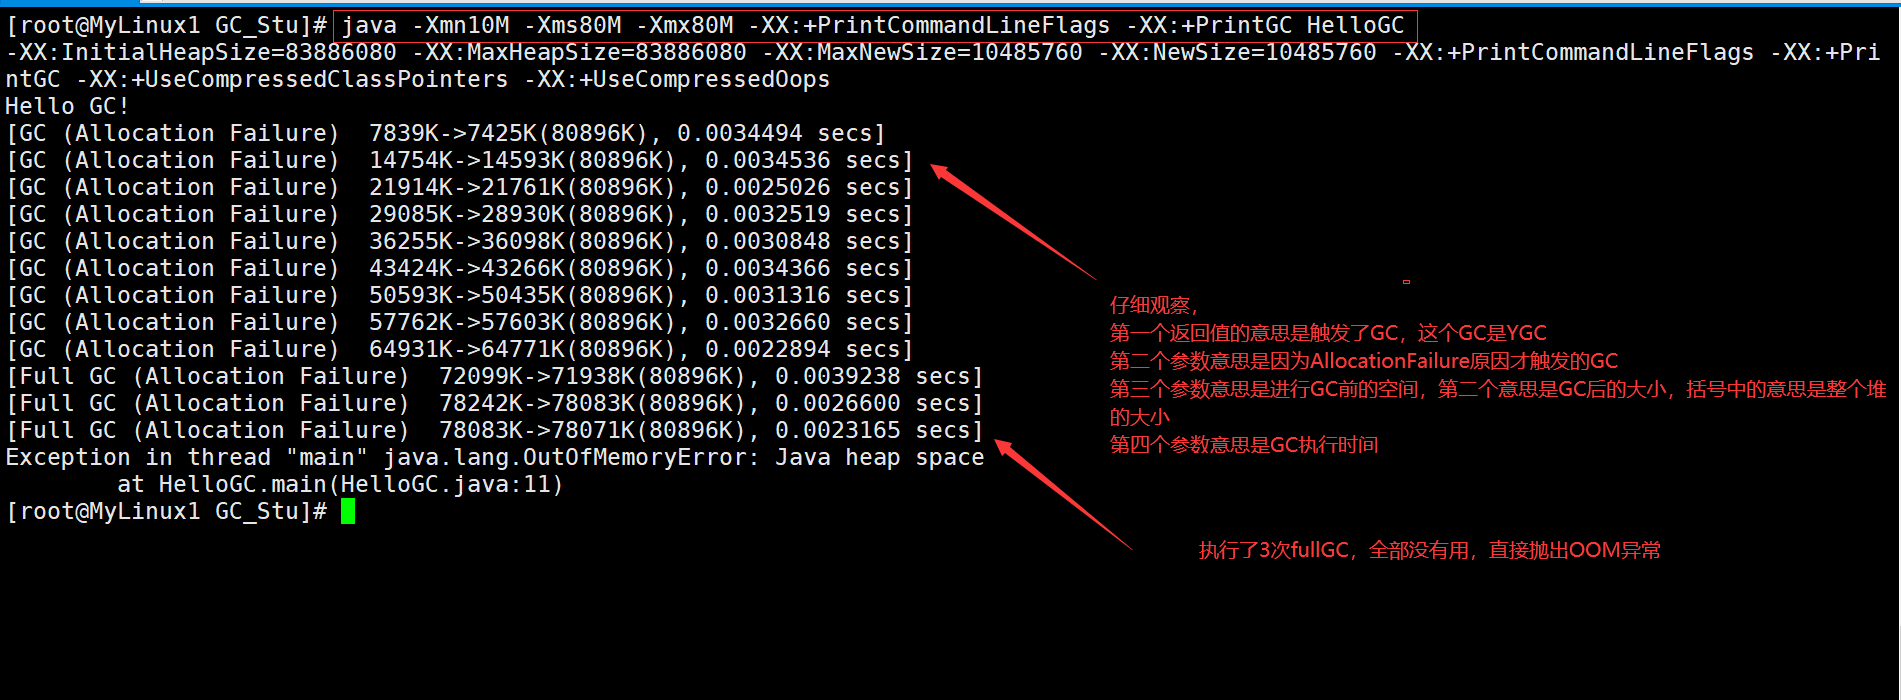 [root@MyLinux1 GC_Stu]# java -Xmn10M -Xms80M -Xmx80M -XX:+PrintCommandLineFlags -XX:+PrintGC HelloGC
-XX:InitialHeapSize=83886080 -XX:MaxHeapSize=83886080 -XX:MaxNewSize=10485760 -XX:NewSize=10485760 -XX:+PrintCommandLineFlags -XX:+Pri
ntGC -XX:+UseCompressedClassPointers -XX:+UseCompressedOops
Hello GC!
[GC (Allocation Failure)  7839K->7425K(80896K), 0.0034494 secs]
[GC (Allocation Failure)  14754K->14593K(80896K), 0.0034536 secs]
[GC (Allocation Failure)  21914K->21761K(80896K), 0.0025026 secs]
[GC (Allocation Failure)  29085K->28930K(80896K), 0.0032519 secs]
[GC (Allocation Failure)  36255K->36098K(80896K), 0.0030848 secs]
[GC (Allocation Failure)  43424K->43266K(80896K), 0.0034366 secs]
[GC (Allocation Failure)  50593K->50435K(80896K), 0.0031316 secs]
[GC (Allocation Failure)  57762K->57603K(80896K), 0.0032660 secs]
[GC (Allocation Failure)  64931K->64771K(80896K), 0.0022894 secs]
[Full GC (Allocation Failure)  72099K->71938K(80896K), 0.0039238 secs]
[Full GC (Allocation Failure)  78242K->78083K(80896K), 0.0026600 secs]
[Full GC (Allocation Failure)  78083K->78071K(80896K), 0.0023165 secs]
Exception in thread "main" java.lang.OutOfMemoryError: Java heap space
        at HelloGC.main(HelloGC.java:11)
[root@MyLinux1 GC_Stu]#
仔细观察，
第一个返回值的意思是触发了GC，这个GC是YGC
第二个参数意思是因为AllocationFailure原因才触发的GC
第三个参数意思是进行GC前的空间，第二个意思是GC后的大小，括号中的意思是整个堆
的大小
第四个参数意思是GC执行时间
执行了3次fullGC，全部没有用，直接抛出OOM异常